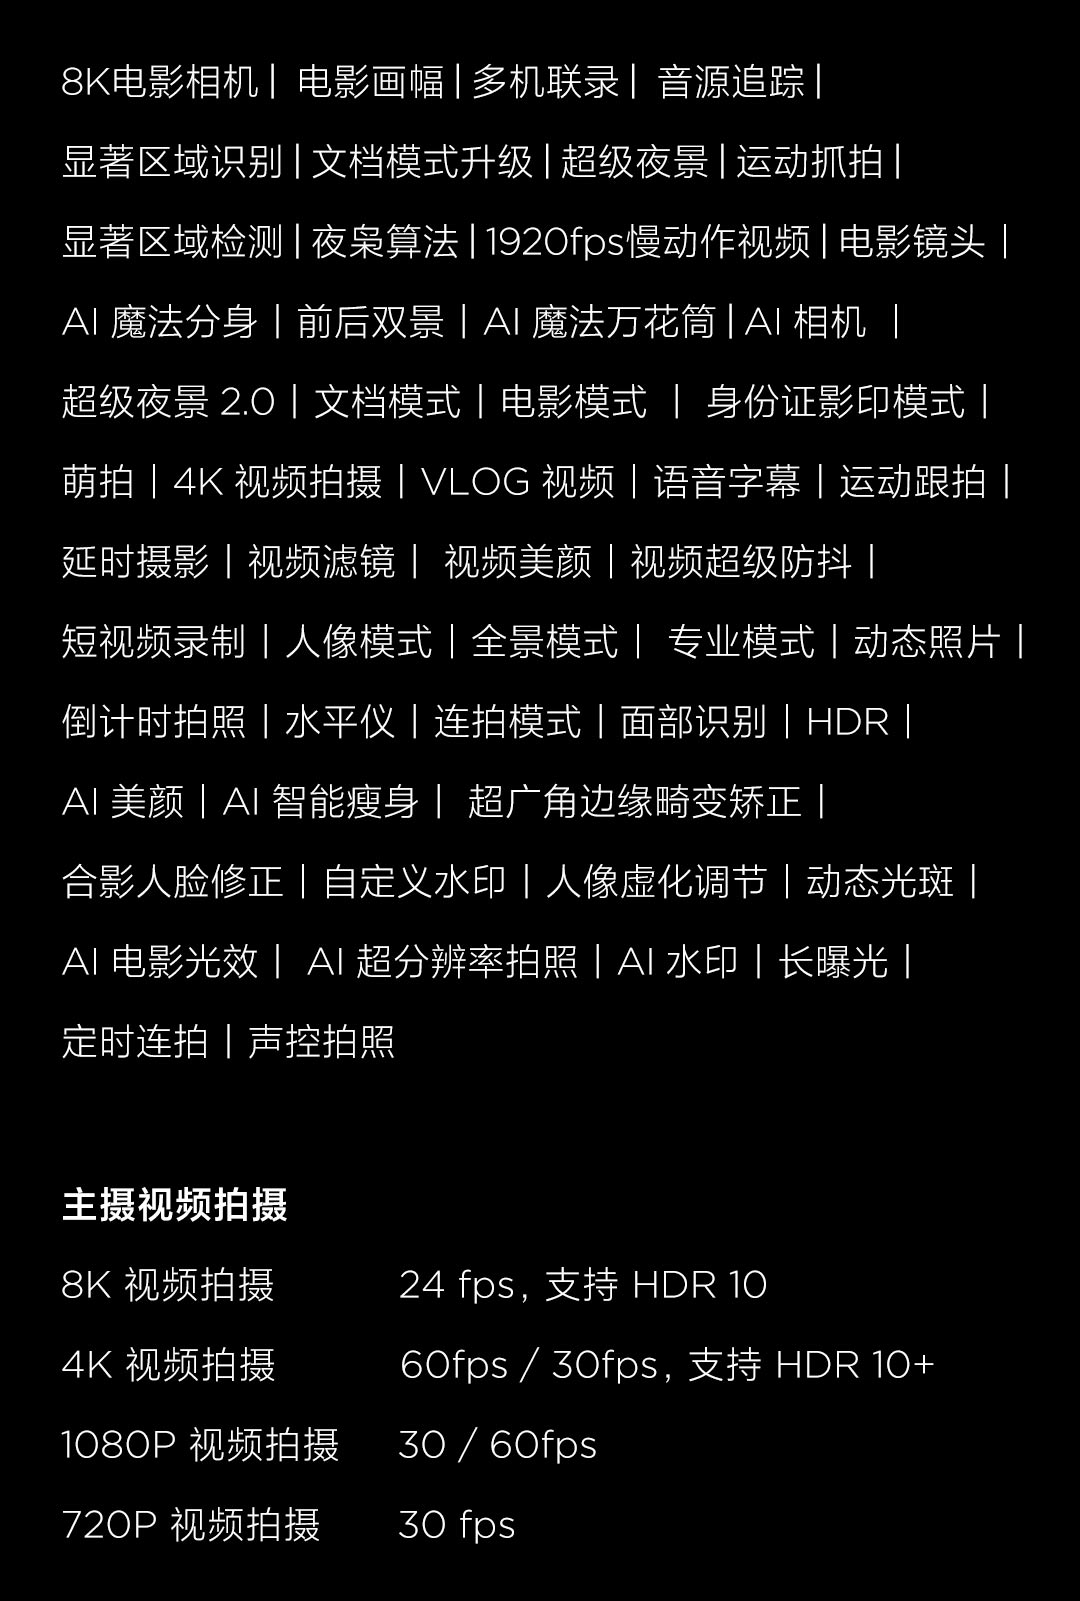 8K电影相机 | 电影画幅 | 多机联录 | 音源追踪 |
显著区域识别 | 文档模式升级 | 超级夜景 | 运动抓拍 |
显著区域检测 | 夜枭算法 | 1920fps慢动作视频 | 电影镜头 |
AI 魔法分身 | 前后双景 | AI 魔法万花筒 | AI 相机 |
超级夜景 2.0 | 文档模式 | 电影模式 | 身份证影印模式 |
萌拍 | 4K 视频拍摄 | VLOG 视频 | 语音字幕 | 运动跟拍 |
延时摄影 | 视频滤镜 | 视频美颜 | 视频超级防抖 |
短视频录制 | 人像模式 | 全景模式 | 专业模式 | 动态照片 |
倒计时拍照 | 水平仪 | 连拍模式 | 面部识别 | HDR |
AI 美颜 | AI 智能瘦身 | 超广角边缘畸变矫正 |
合影人脸修正 | 自定义水印 | 人像虚化调节 | 动态光斑 |
AI 电影光效 | AI 超分辨率拍照 | AI 水印 | 长曝光 |
定时连拍 | 声控拍照
主摄视频拍摄
8K 视频拍摄 24 fps, 支持 HDR 10
4K 视频拍摄 60fps / 30fps, 支持 HDR 10+
1080P 视频拍摄 30 / 60fps
720P 视频拍摄 30 fps